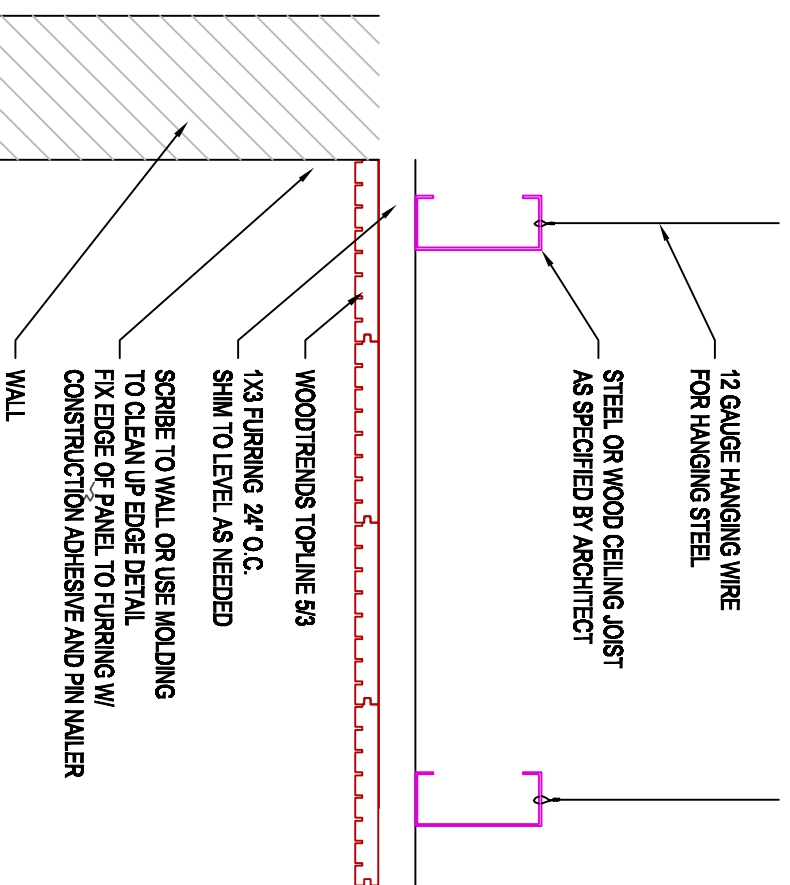 12 GAUGE HANGING WIRE
FOR HANGING STEEL
STEEL OR WOOD CEILING JOIST
AS SPECIFIED BY ARCHITECT
WOODTRENDS TOPLINE 5/3
1X3 FURRING 24" O.C.
SHIM TO LEVEL AS NEEDED
SCRIBE TO WALL OR USE MOLDING
TO CLEAN UP EDGE DETAIL
FIX EDGE OF PANEL TO FURRING W/
CONSTRUCTION ADHESIVE AND PIN NAILER
WALL